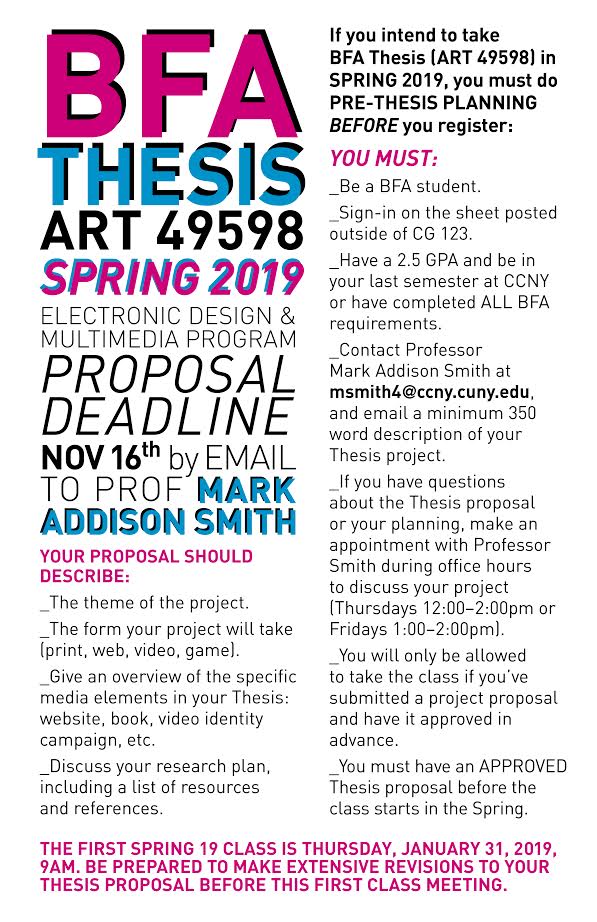 BFA
THESIS
ART 49598
SPRING 2019
ELECTRONIC DESIGN &
MULTIMEDIA PROGRAM
PROPOSAL
DEADLINE
NOV 16th by EMAIL
TO PROF MARK
ADDISON SMITH
YOUR PROPOSAL SHOULD
DESCRIBE:
_The theme of the project.
_The form your project will take
(print, web, video, game).
_Give an overview of the specific
media elements in your Thesis:
website, book, video identity
campaign, etc.
_Discuss your research plan,
including a list of resources
and references.
If you intend to take
BFA Thesis (ART 49598) in
SPRING 2019, you must do
PRE-THESIS PLANNING
BEFORE you register:
YOU MUST:
_Be a BFA student.
_Sign-in on the sheet posted
outside of CG 123.
_Have a 2.5 GPA and be in
your last semester at CCNY
or have completed ALL BFA
requirements.
_Contact Professor
Mark Addison Smith at
msmith4@ccny.cuny.edu,
and email a minimum 350
word description of your
Thesis project.
_If you have questions
about the Thesis proposal
or your planning, make an
appointment with Professor
Smith during office hours
to discuss your project
(Thursdays 12:00–2:00pm or
Fridays 1:00–2:00pm).
_You will only be allowed
to take the class if you’ve
submitted a project proposal
and have it approved in
advance.
_You must have an APPROVED
Thesis proposal before the
class starts in the Spring.
THE FIRST SPRING 19 CLASS IS THURSDAY, JANUARY 31, 2019,
9AM. BE PREPARED TO MAKE EXTENSIVE REVISIONS TO YOUR
THESIS PROPOSAL BEFORE THIS FIRST CLASS MEETING.